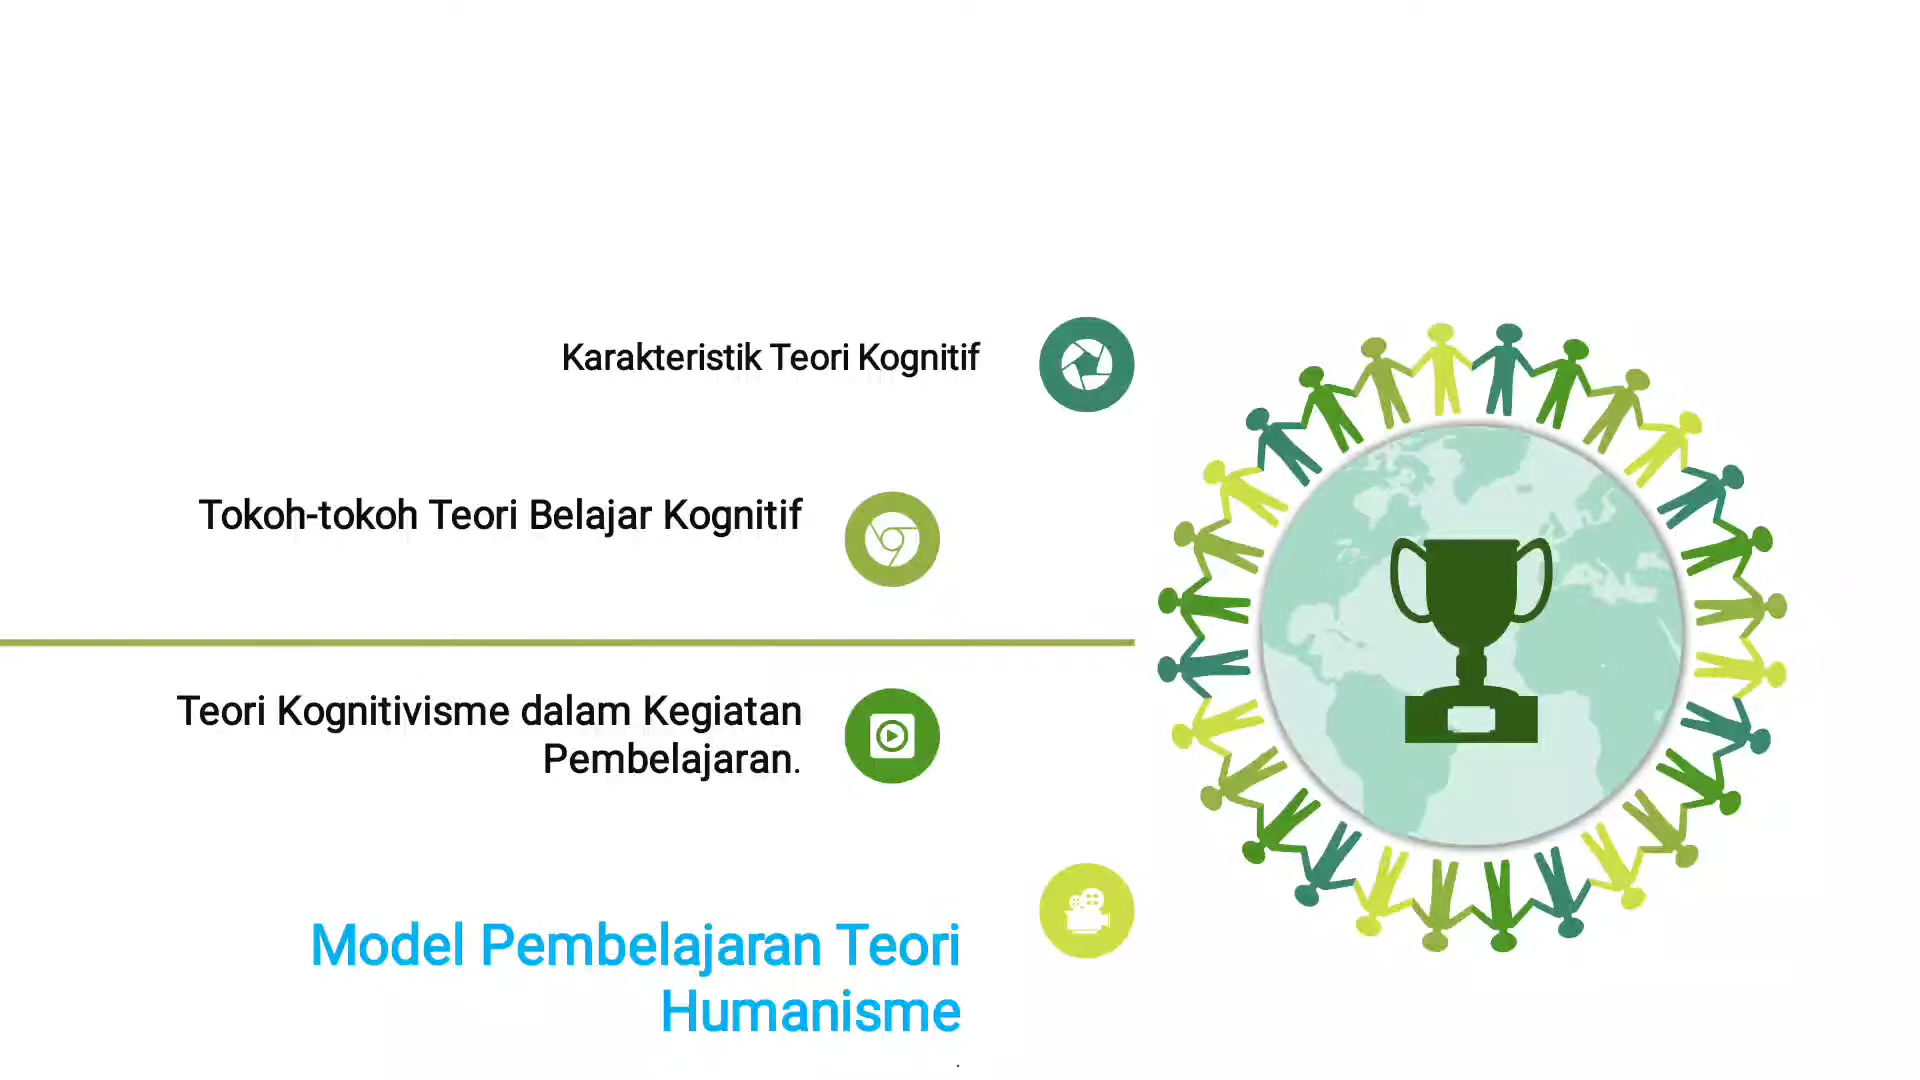 Karakteristik Teori Kognitif
Tokoh-tokoh Teori Belajar Kognitif
Teori Kognitivisme dalam Kegiatan
Pembelajaran.
Model Pembelajaran Teori
Humanisme
.